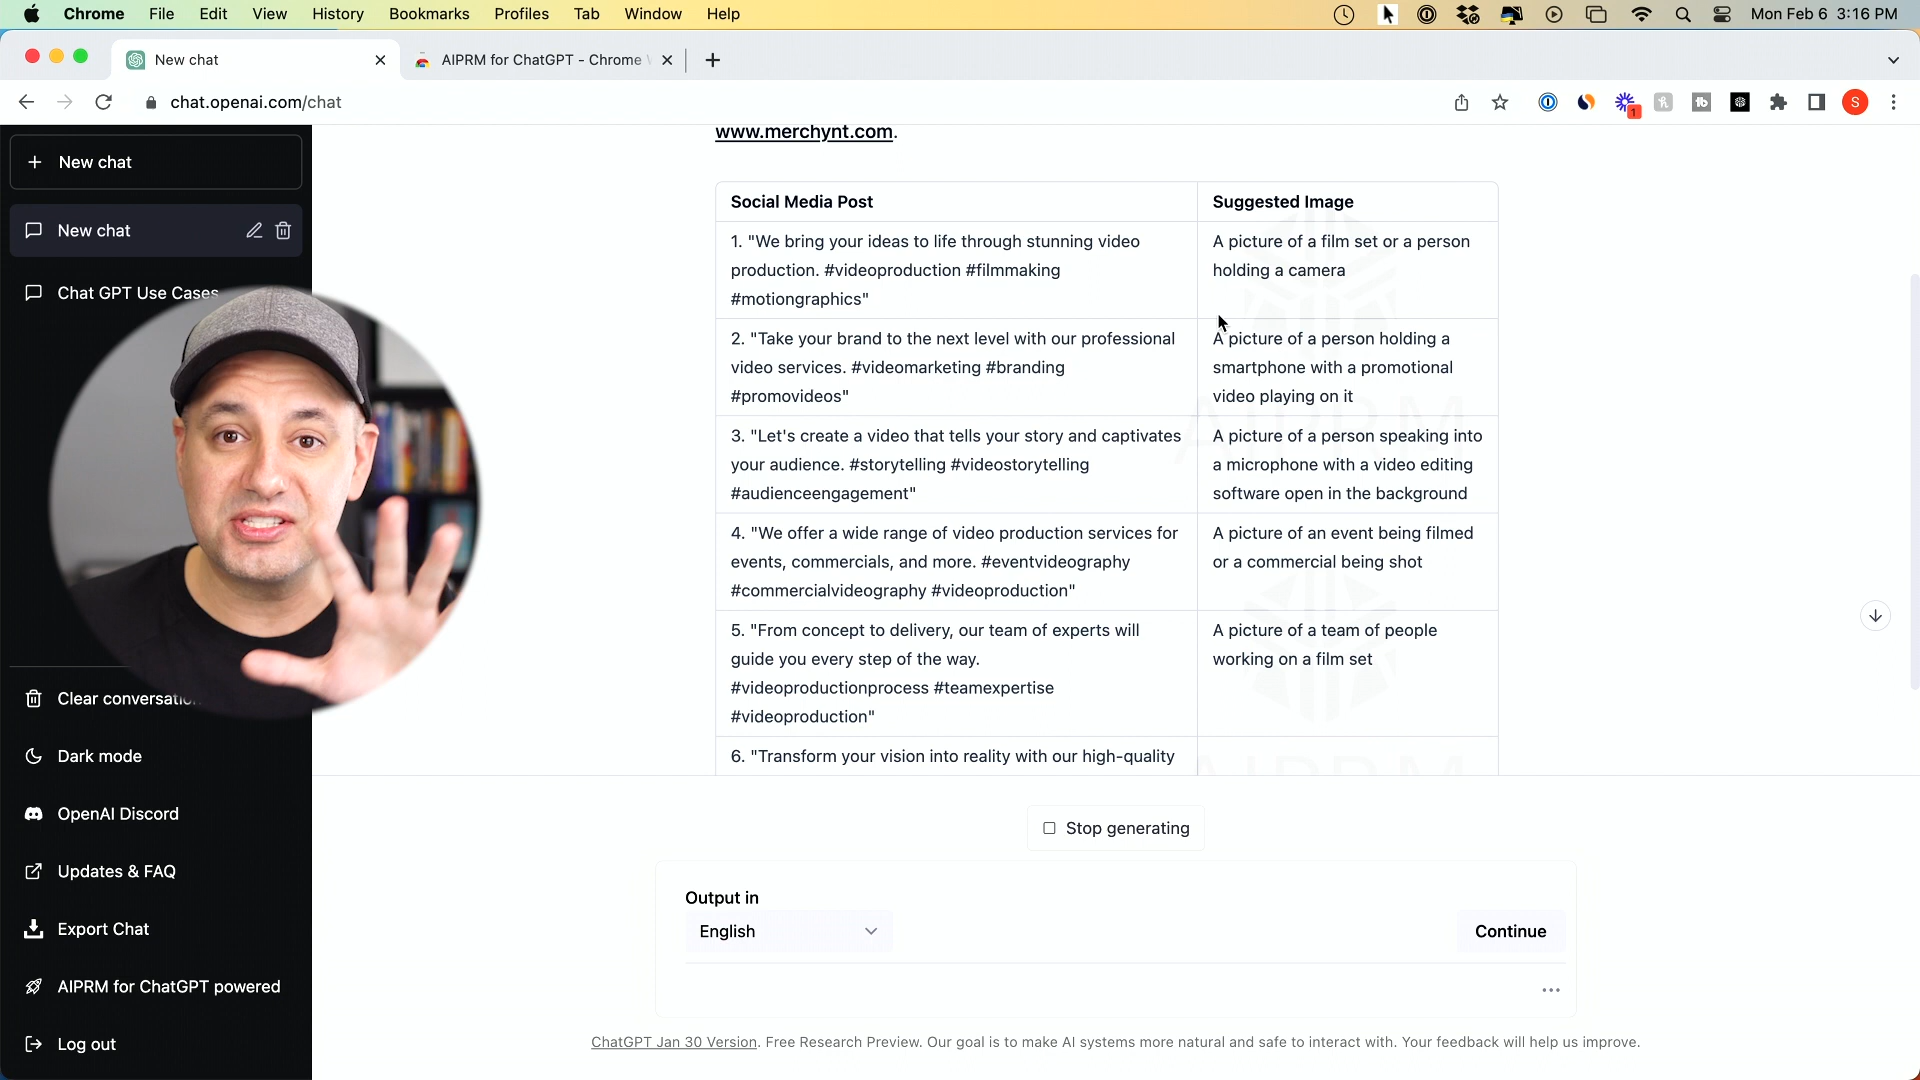 Chrome File Edit View History Bookmarks Profiles Tab Window Help Mon Feb 6 3:16 PM
New chat AIPRM for ChatGPT - Chrome
chat.openai.com/chat
1
S
www.merchynt.com.
New chat
New chat
Chat GPT Use Cases
Social Media Post
Suggested Image
1. "We bring your ideas to life through stunning video
production. #videoproduction #filmmaking
#motiongraphics"
A picture of a film set or a person
holding a camera
2. "Take your brand to the next level with our professional
video services. #videomarketing #branding
#promovideos"
A picture of a person holding a
smartphone with a promotional
video playing on it
3. "Let's create a video that tells your story and captivates
your audience. #storytelling #videostorytelling
#audienceengagement"
A picture of a person speaking into
a microphone with a video editing
software open in the background
4. "We offer a wide range of video production services for
events, commercials, and more. #eventvideography
#commercialvideography #videoproduction"
A picture of an event being filmed
or a commercial being shot
5. "From concept to delivery, our team of experts will
guide you every step of the way.
#videoproductionprocess #teamexpertise
#videoproduction"
A picture of a team of people
working on a film set
6. "Transform your vision into reality with our high-quality
AIPRM
AIPRM
Clear conversatio
Dark mode
OpenAI Discord
Updates & FAQ
Export Chat
AIPRM for ChatGPT powered
Log out
Stop generating
Output in
English
Continue
ChatGPT Jan 30 Version. Free Research Preview. Our goal is to make AI systems more natural and safe to interact with. Your feedback will help us improve.